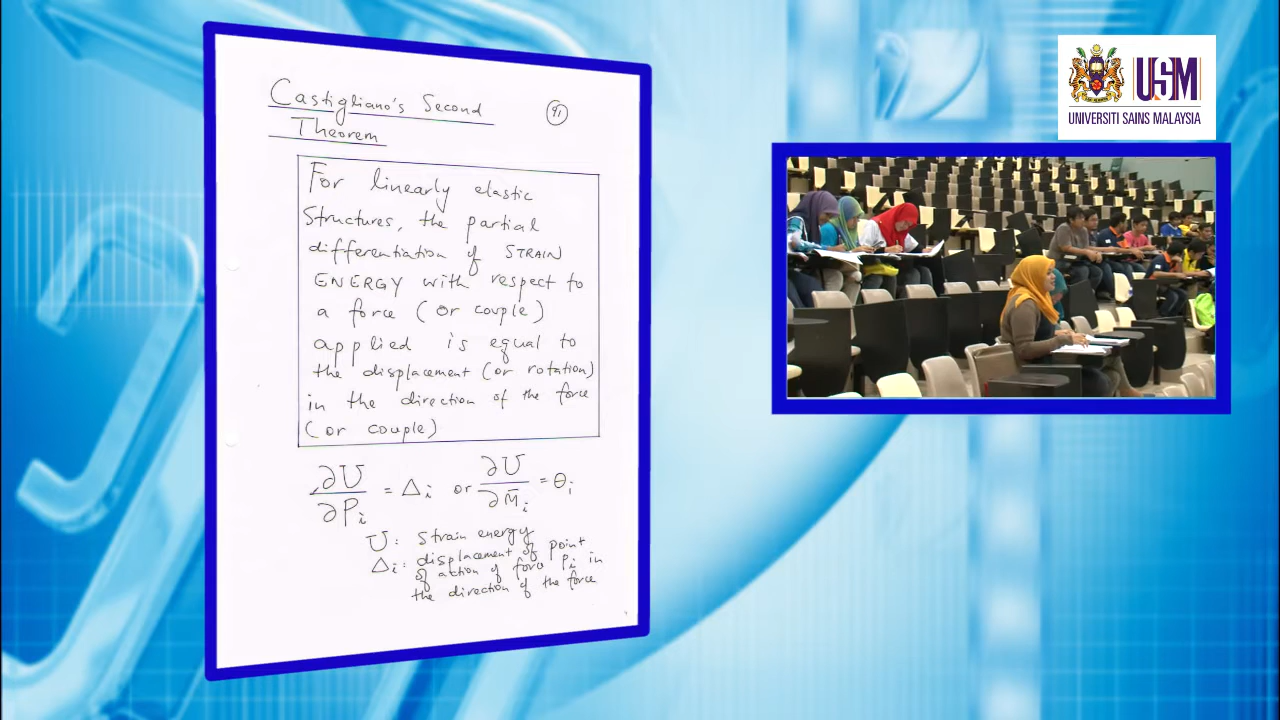 Castigliano's Second
Theorem
91
For linearly elastic
Structures, the partial
differentiation of STRAIN
ENERGY with respect to
a force (or couple)
applied is equal to
the displacement (or rotation)
in the direction of the force
(or couple)
∂U/∂Pi = Δi or ∂U/∂M̄i = θi
U: Strain energy
Δi: displacement of point
of action of force Pi in
the direction of the force
USM
UNIVERSITI SAINS MALAYSIA